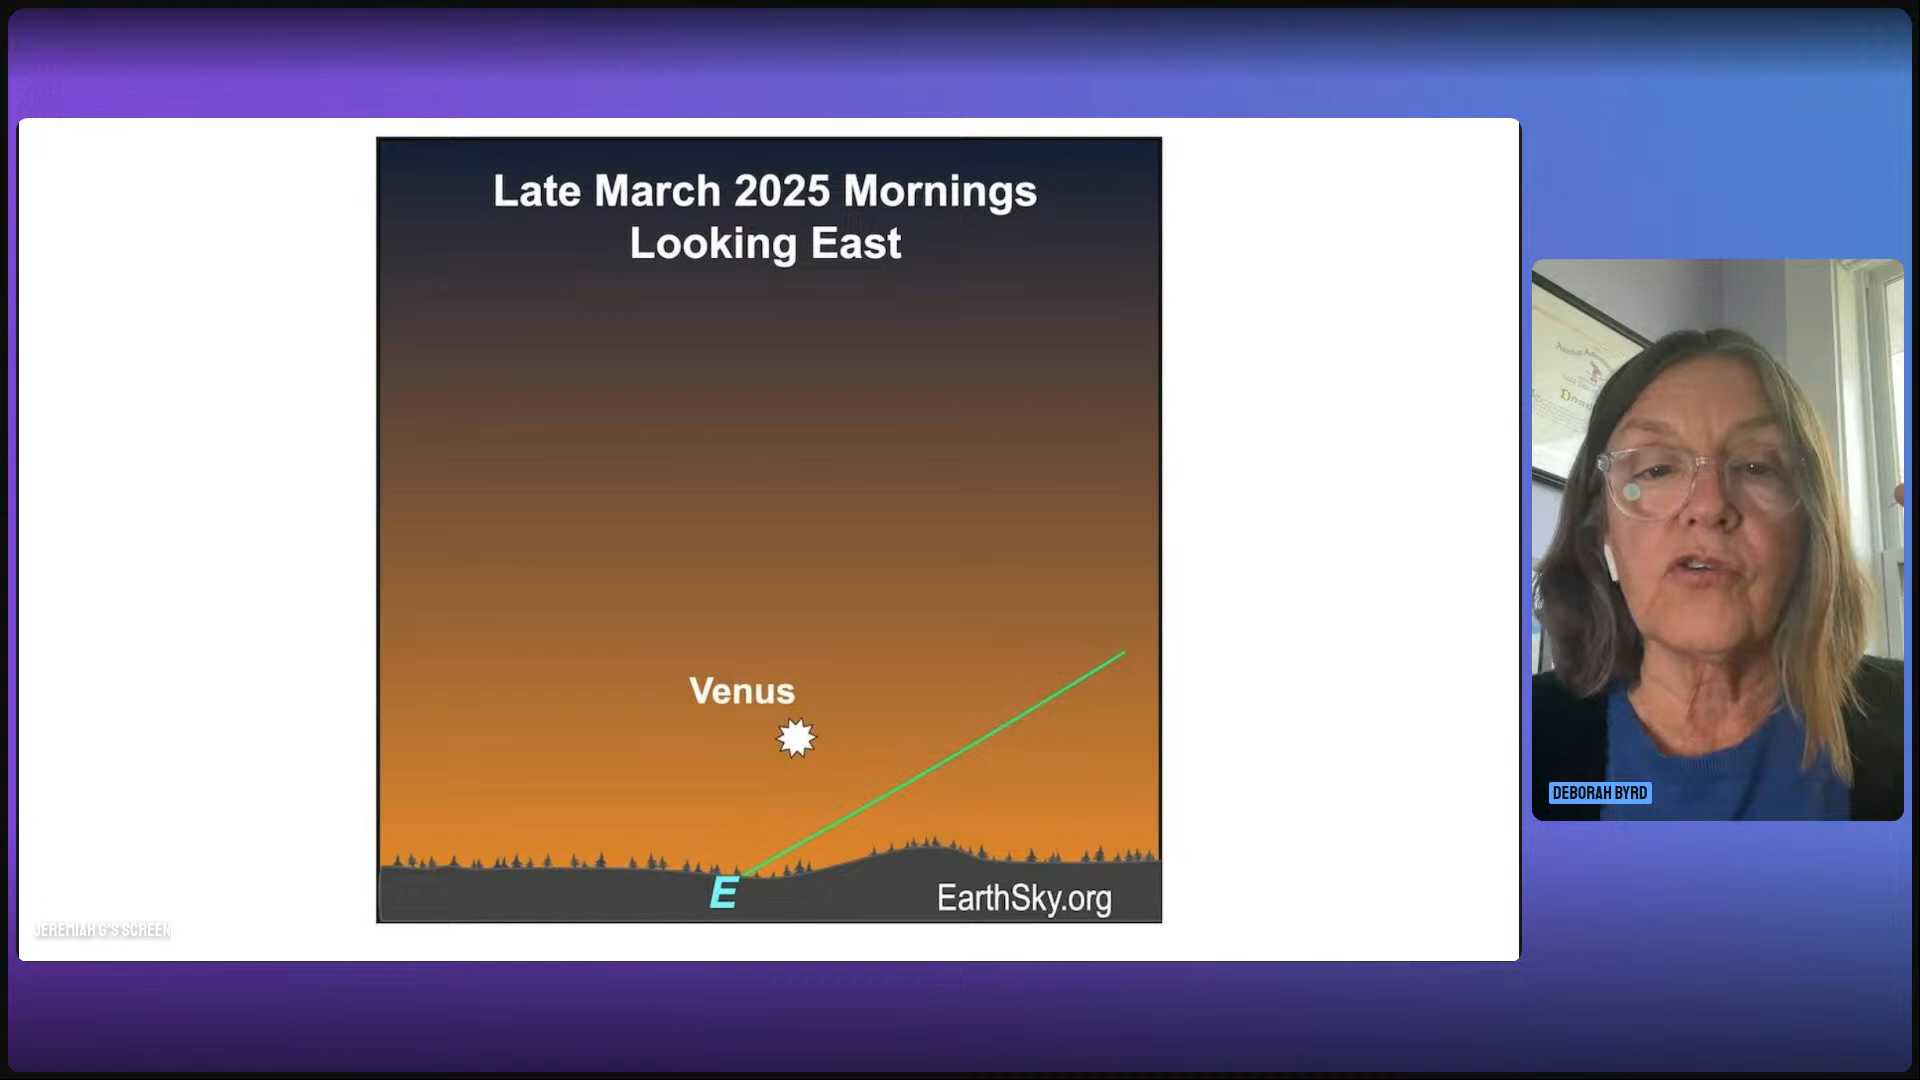 Late March 2025 Mornings
Looking East
Venus
E
EarthSky.org
JEREMIAH G'S SCREEN
DEBORAH BYRD